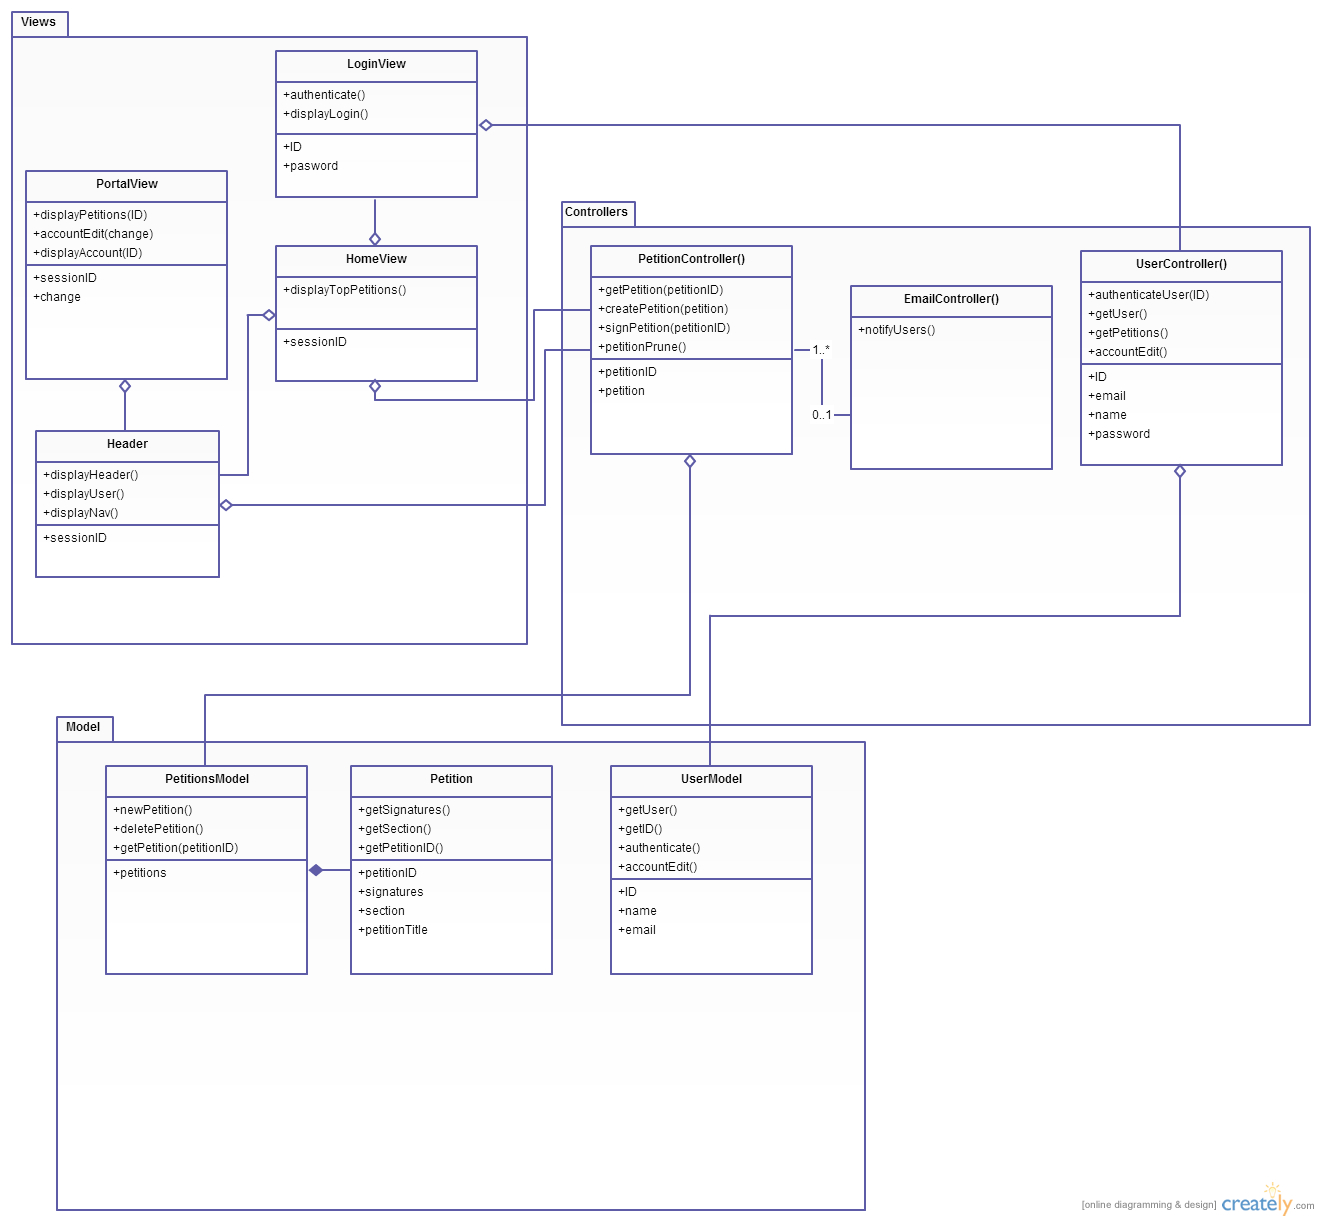 Views
LoginView
+authenticate()
+displayLogin()
+ID
+pasword
PortalView
+displayPetitions(ID)
+accountEdit(change)
+displayAccount(ID)
+sessionID
+change
HomeView
+displayTopPetitions()
+sessionID
Header
+displayHeader()
+displayUser()
+displayNav()
+sessionID
Controllers
PetitionController()
+getPetition(petitionID)
+createPetition(petition)
+signPetition(petitionID)
+petitionPrune()
+petitionID
+petition
1..*
0..1
EmailController()
+notifyUsers()
UserController()
+authenticateUser(ID)
+getUser()
+getPetitions()
+accountEdit()
+ID
+email
+name
+password
Model
PetitionsModel
+newPetition()
+deletePetition()
+getPetition(petitionID)
+petitions
Petition
+getSignatures()
+getSection()
+getPetitionID()
+petitionID
+signatures
+section
+petitionTitle
UserModel
+getUser()
+getID()
+authenticate()
+accountEdit()
+ID
+name
+email
[online diagramming & design] creately.com